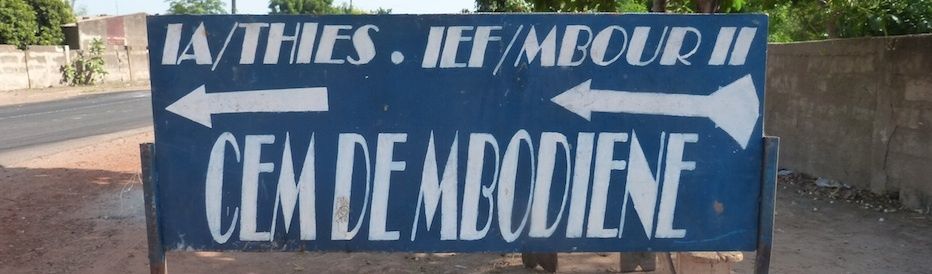 IA/THIES . IEF/MBOUR II
CEM DE MBODIENE